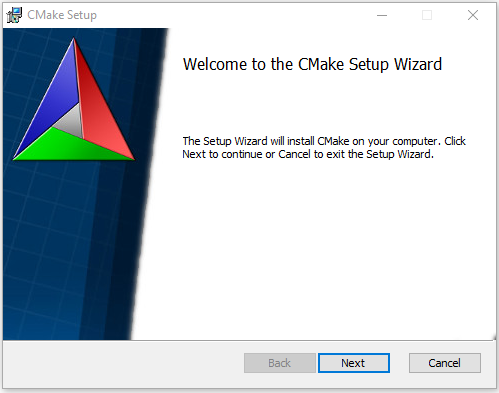 CMake Setup
Welcome to the CMake Setup Wizard
The Setup Wizard will install CMake on your computer. Click
Next to continue or Cancel to exit the Setup Wizard.
Back
Next
Cancel